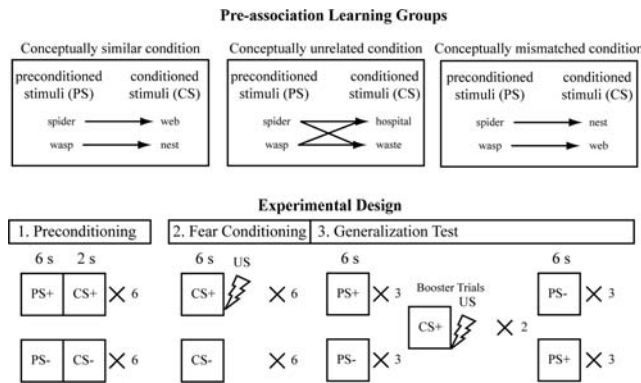 Pre-association Learning Groups
Conceptually similar condition
preconditioned stimuli (PS)
conditioned stimuli (CS)
spider web
wasp nest
Conceptually unrelated condition
preconditioned stimuli (PS)
conditioned stimuli (CS)
spider hospital
wasp waste
Conceptually mismatched condition
preconditioned stimuli (PS)
conditioned stimuli (CS)
spider nest
wasp web
Experimental Design
1. Preconditioning
2. Fear Conditioning
3. Generalization Test
6 s 2 s
PS+ CS+ × 6
PS- CS- × 6
6 s
US
CS+ × 6
CS- × 6
6 s
PS+ × 3
PS- × 3
Booster Trials
US
CS+ × 2
6 s
PS- × 3
PS+ × 3